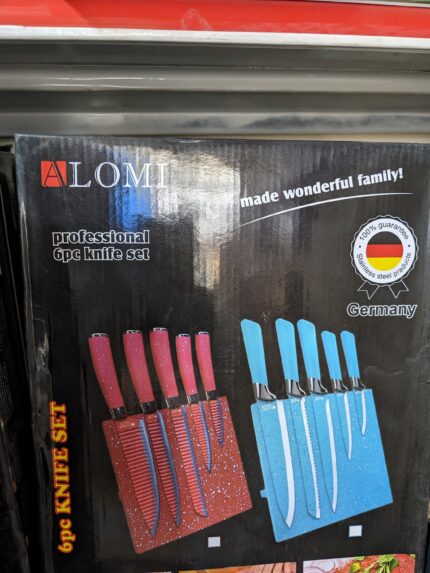 ALOMI
made wonderful family!
professional
6pc knife set
100% guarantee
Stainless steel products
Germany
6pc KNIFE SET